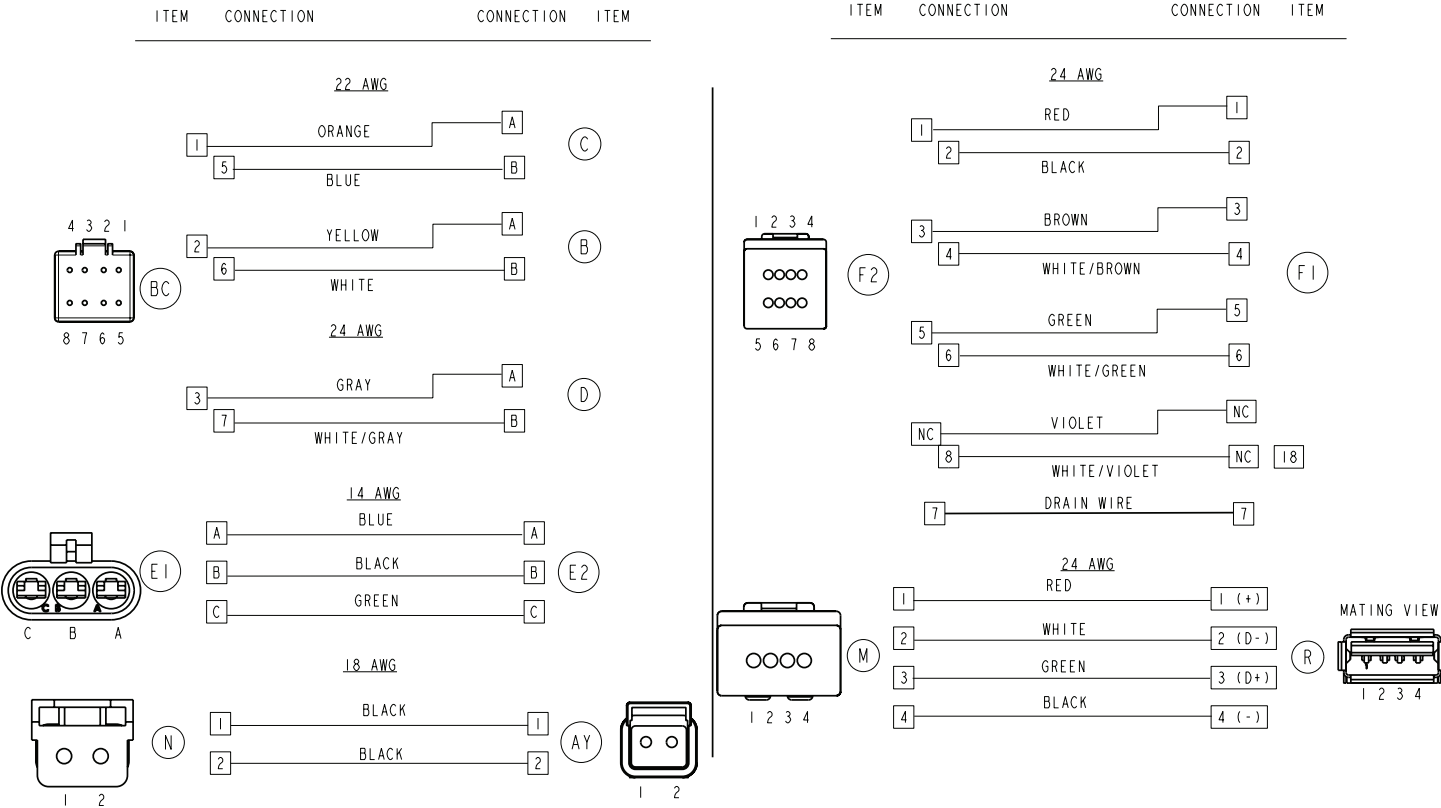 ITEM CONNECTION CONNECTION ITEM
22 AWG
ORANGE
1 A
C
5 B
BLUE
4 3 2 1
YELLOW
2 A
B
6 B
WHITE
BC
8 7 6 5
24 AWG
GRAY
3 A
D
7 B
WHITE/GRAY
14 AWG
BLUE
A A
E1
BLACK
B B
E2
GREEN
C C
C B A
C B A
18 AWG
BLACK
1 1
N
AY
BLACK
2 2
1 2
1 2
ITEM CONNECTION CONNECTION ITEM
24 AWG
RED
1 1
2 2
BLACK
1 2 3 4
BROWN
3 3
4 4
WHITE/BROWN
F2
F1
5 6 7 8
GREEN
5 5
6 6
WHITE/GREEN
VIOLET
NC NC
8 NC 18
WHITE/VIOLET
DRAIN WIRE
7 7
24 AWG
RED
1 1 (+)
WHITE
2 2 (D-)
M
R
GREEN
3 3 (D+)
BLACK
4 4 (-)
1 2 3 4
MATING VIEW
1 2 3 4